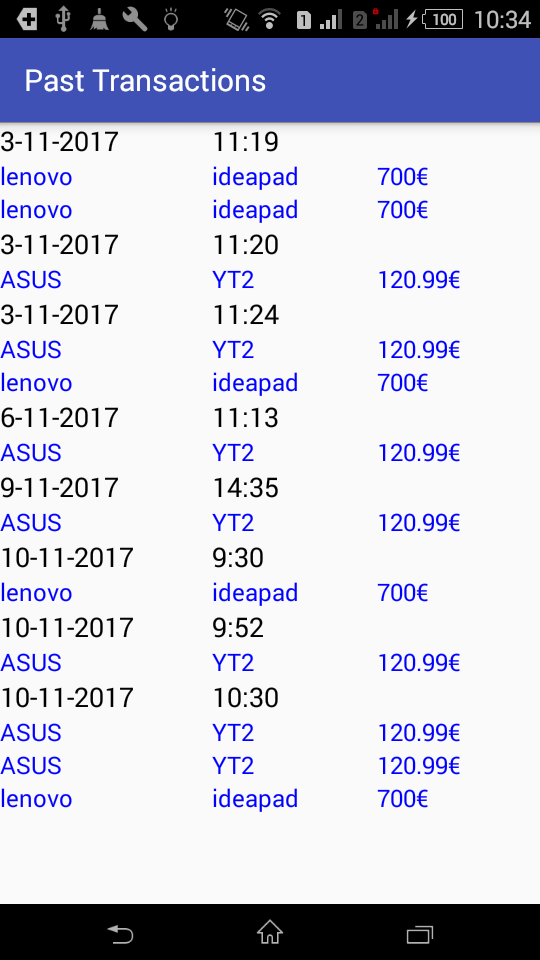 1 2 100 10:34
Past Transactions
3-11-2017 11:19
lenovo ideapad 700€
lenovo ideapad 700€
3-11-2017 11:20
ASUS YT2 120.99€
3-11-2017 11:24
ASUS YT2 120.99€
lenovo ideapad 700€
6-11-2017 11:13
ASUS YT2 120.99€
9-11-2017 14:35
ASUS YT2 120.99€
10-11-2017 9:30
lenovo ideapad 700€
10-11-2017 9:52
ASUS YT2 120.99€
10-11-2017 10:30
ASUS YT2 120.99€
ASUS YT2 120.99€
lenovo ideapad 700€